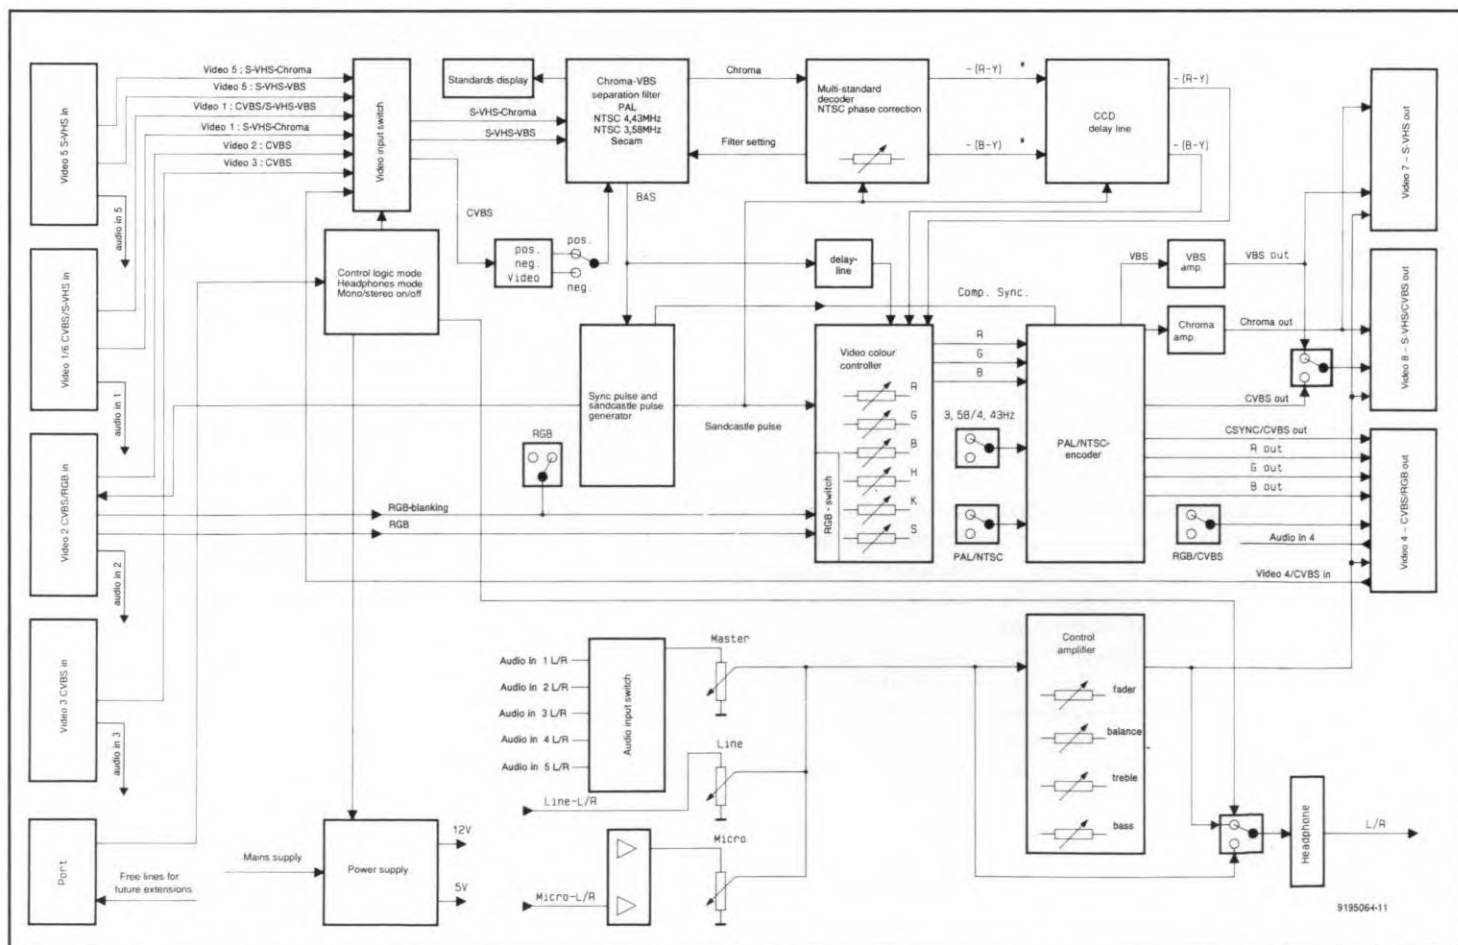 Video 5 S-VHS in
audio in 5
Video 1/6 CVBS/S-VHS in
audio in 1
Video 2 CVBS/RGB in
audio in 2
Video 3 CVBS in
audio in 3
Port
Free lines for
future extensions
Video 5 : S-VHS-Chroma
Video 5 : S-VHS-VBS
Video 1 : CVBS/S-VHS-VBS
Video 1 : S-VHS-Chroma
Video 2 : CVBS
Video 3 : CVBS
Video input switch
Control logic mode
Headphones mode
Mono/stereo on/off
Mains supply
Power supply
12V
5V
Standards display
S-VHS-Chroma
S-VHS-VBS
CVBS
Chroma-VBS
separation filter
PAL
NTSC 4,43MHz
NTSC 3,58MHz
Secam
pos.
neg.
Video
pos.
neg.
BAS
Chroma
Filter setting
Multi-standard
decoder
NTSC phase correction
- (R-Y) *
- (B-Y) *
CCD
delay line
- (R-Y)
- (B-Y)
delay-
line
Comp. Sync.
Sync pulse and
sandcastle pulse
generator
Sandcastle pulse
RGB
RGB-blanking
RGB
Video colour
controller
R
G
B
H
K
S
RGB - switch
R
G
B
3, 58/4, 43Hz
PAL/NTSC
PAL/NTSC-
encoder
VBS
VBS
amp.
VBS out
Chroma
amp.
Chroma out
CVBS out
CSYNC/CVBS out
R out
G out
B out
RGB/CVBS
Audio in 4
Video 4/CVBS in
Video 7 – S-VHS out
Video 8 – S-VHS/CVBS out
Video 4 – CVBS/RGB out
Audio in 1 L/R
Audio in 2 L/R
Audio in 3 L/R
Audio in 4 L/R
Audio in 5 L/R
Audio input switch
Master
Line
Line-L/R
Micro
Micro-L/R
Control
amplifier
fader
balance
treble
bass
Headphone
L/R
9195064-11